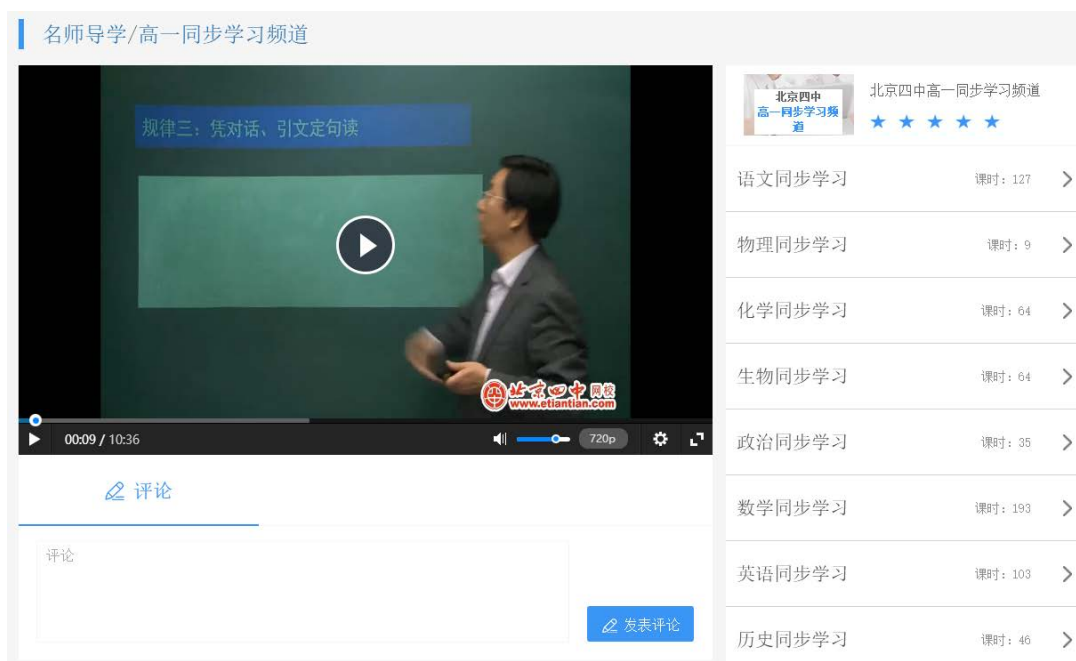 名师导学/高一同步学习频道
规律三：凭对话、引文定句读
北京四中网校
www.etiantian.com
00:09 / 10:36
720p
评论
评论
发表评论
北京四中
高一同步学习频
道
北京四中高一同步学习频道
语文同步学习 课时：127
物理同步学习 课时：9
化学同步学习 课时：64
生物同步学习 课时：64
政治同步学习 课时：35
数学同步学习 课时：193
英语同步学习 课时：103
历史同步学习 课时：46